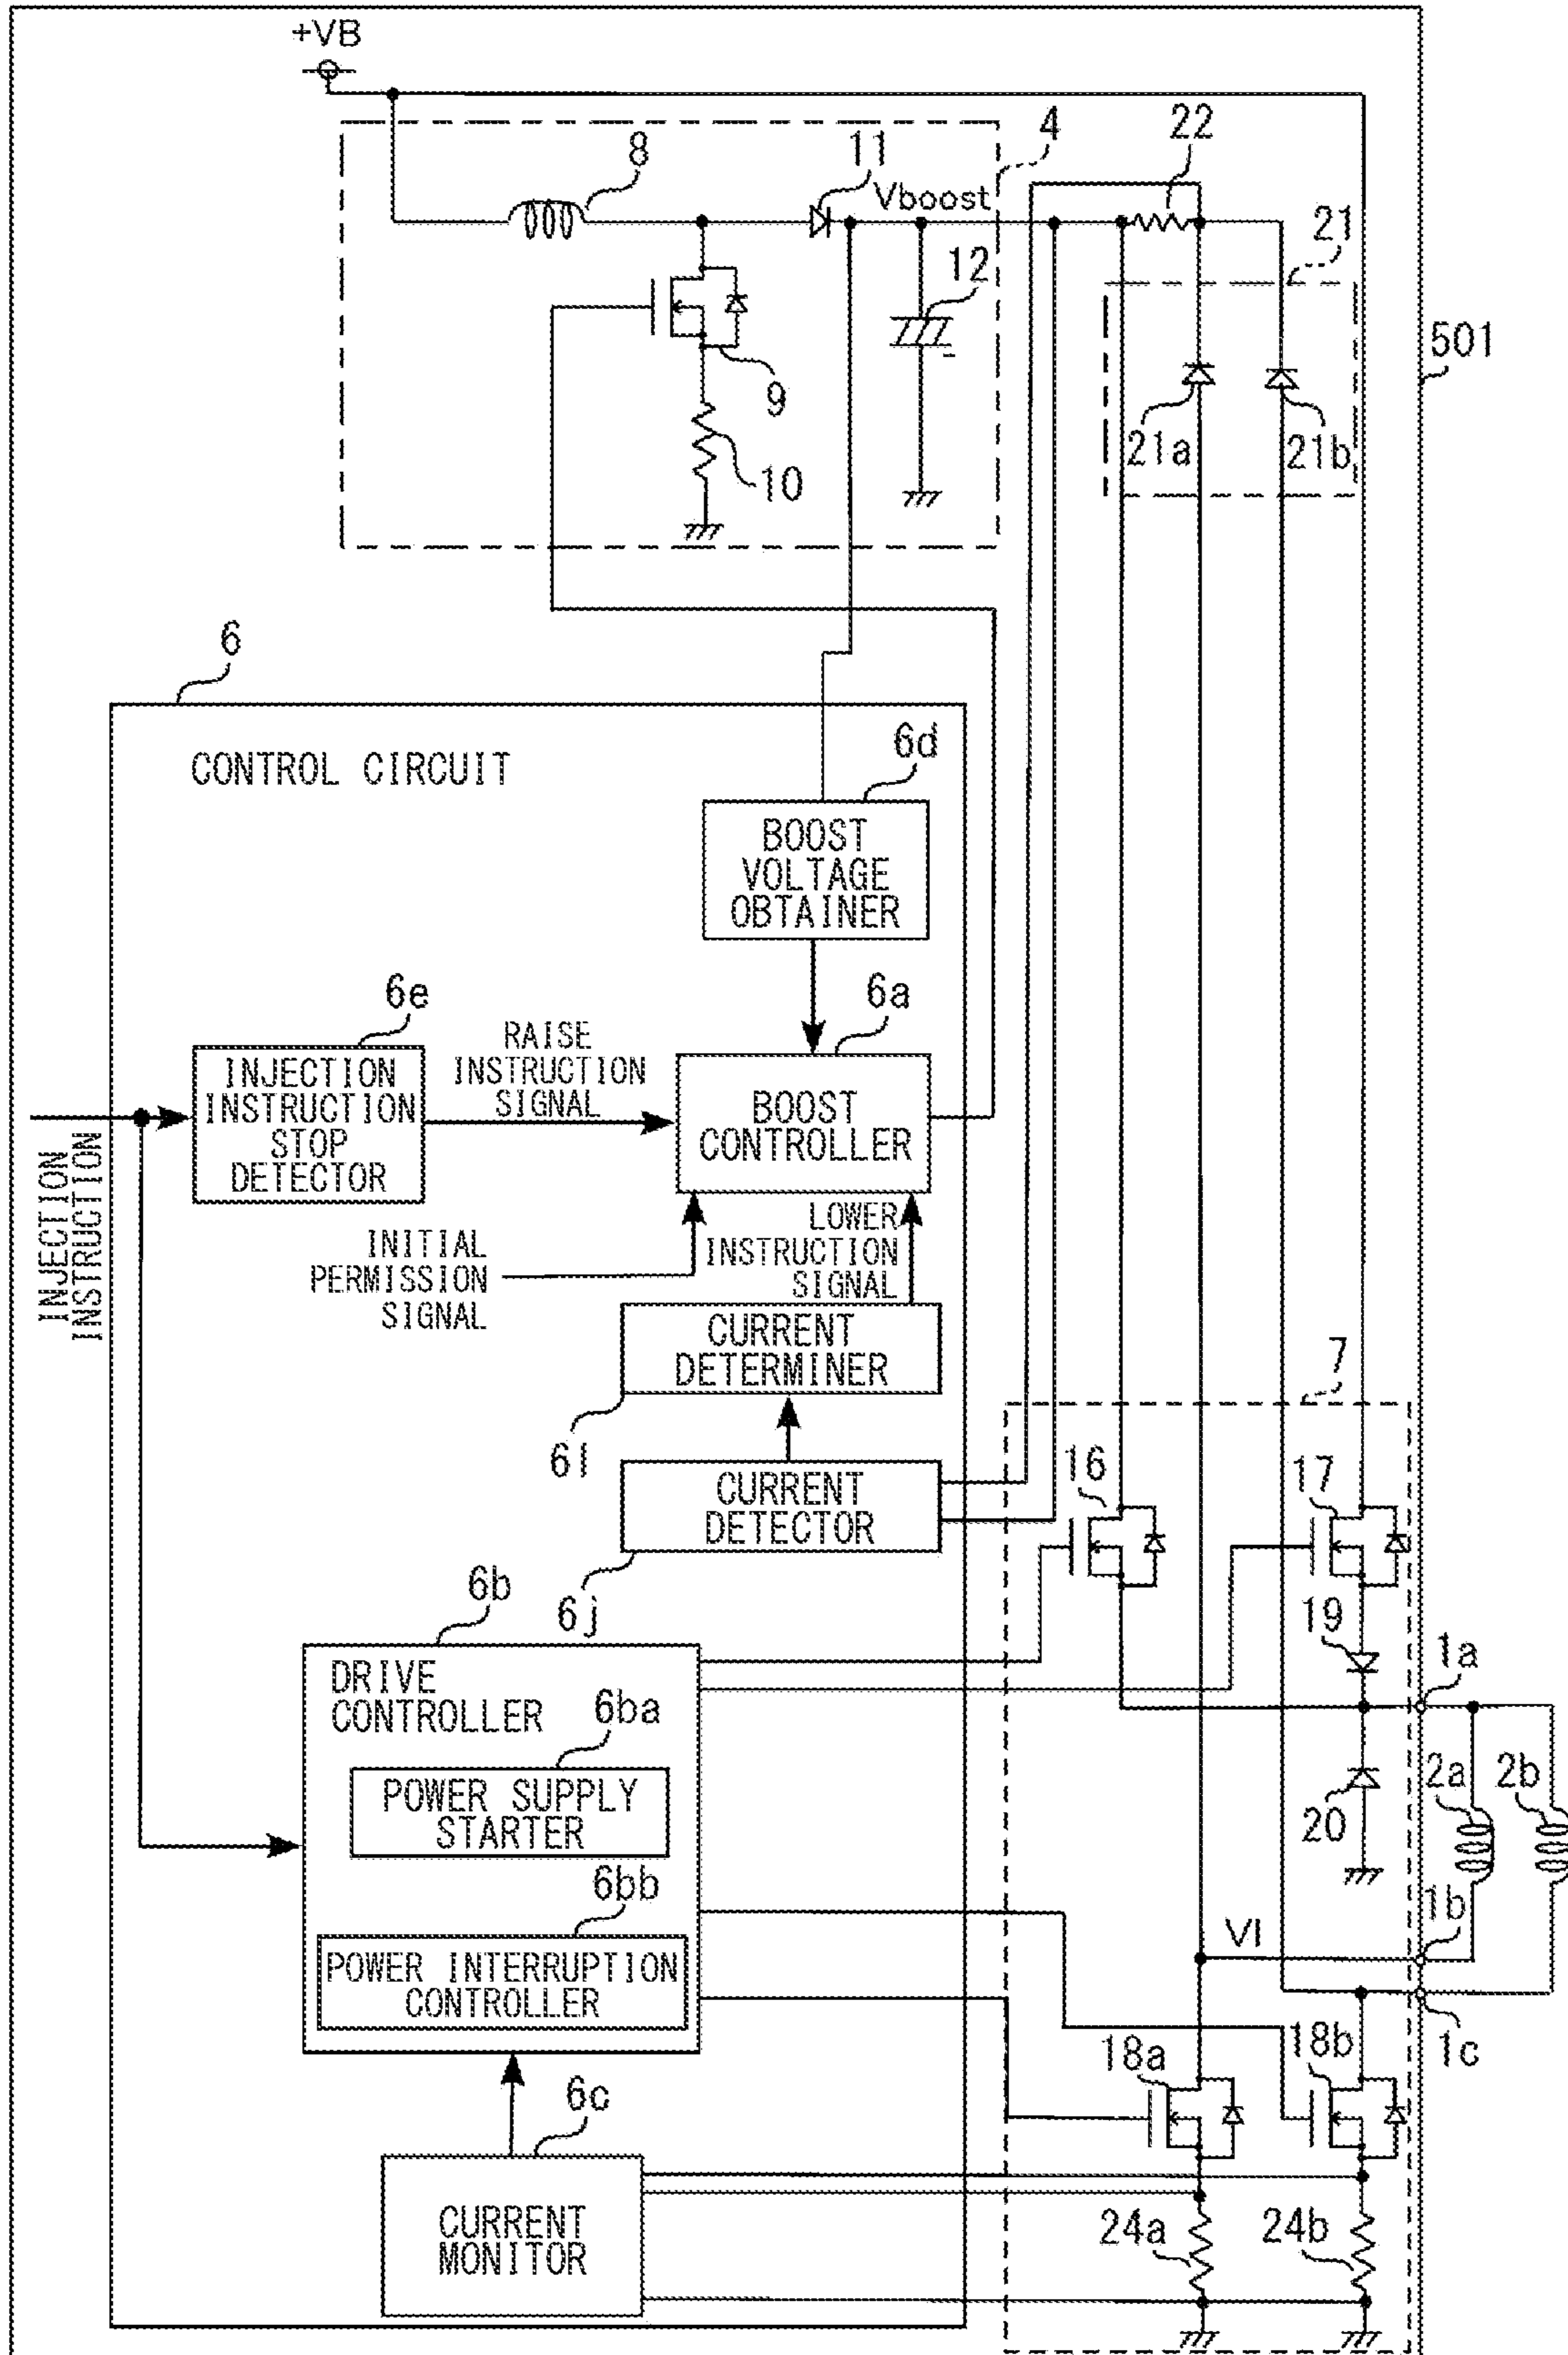 +VB
8
11
4
22
Vboost
21
12
9
10
21a
21b
501
6
CONTROL CIRCUIT
6d
BOOST
VOLTAGE
OBTAINER
6e
6a
INJECTION
INSTRUCTION
STOP
DETECTOR
RAISE
INSTRUCTION
SIGNAL
BOOST
CONTROLLER
INJECTION
INSTRUCTION
INITIAL
PERMISSION
SIGNAL
LOWER
INSTRUCTION
SIGNAL
CURRENT
DETERMINER
6l
7
CURRENT
DETECTOR
6j
16
17
6b
19
1a
DRIVE
CONTROLLER
6ba
POWER SUPPLY
STARTER
20
2a
2b
6bb
POWER INTERRUPTION
CONTROLLER
VI
1b
1c
18a
18b
6c
CURRENT
MONITOR
24a
24b